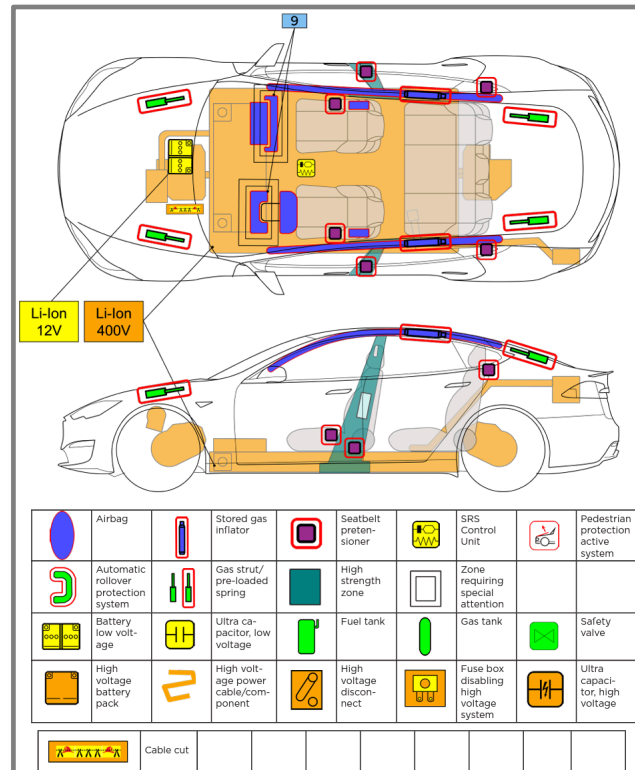 9
Li-Ion
12V
Li-Ion
400V
Airbag
Stored gas
inflator
Seatbelt
preten-
sioner
SRS
Control
Unit
Pedestrian
protection
active
system
Automatic
rollover
protection
system
Gas strut/
pre-loaded
spring
High
strength
zone
Zone
requiring
special
attention
Battery
low volt-
age
Ultra ca-
pacitor, low
voltage
Fuel tank
Gas tank
Safety
valve
High
voltage
battery
pack
High volt-
age power
cable/com-
ponent
High
voltage
discon-
nect
Fuse box
disabling
high
voltage
system
Ultra
capaci-
tor, high
voltage
Cable cut